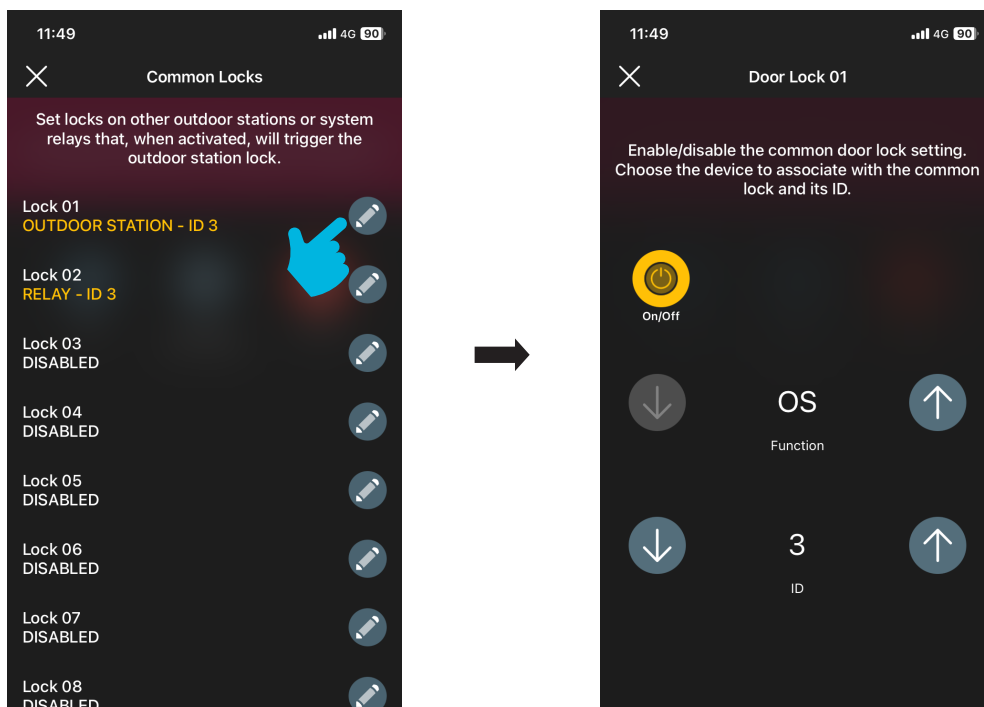 11:49
4G 90
Common Locks
Set locks on other outdoor stations or system
relays that, when activated, will trigger the
outdoor station lock.
Lock 01
OUTDOOR STATION - ID 3
Lock 02
RELAY - ID 3
Lock 03
DISABLED
Lock 04
DISABLED
Lock 05
DISABLED
Lock 06
DISABLED
Lock 07
DISABLED
Lock 08
DISABLED
11:49
4G 90
Door Lock 01
Enable/disable the common door lock setting.
Choose the device to associate with the common
lock and its ID.
On/Off
OS
Function
3
ID